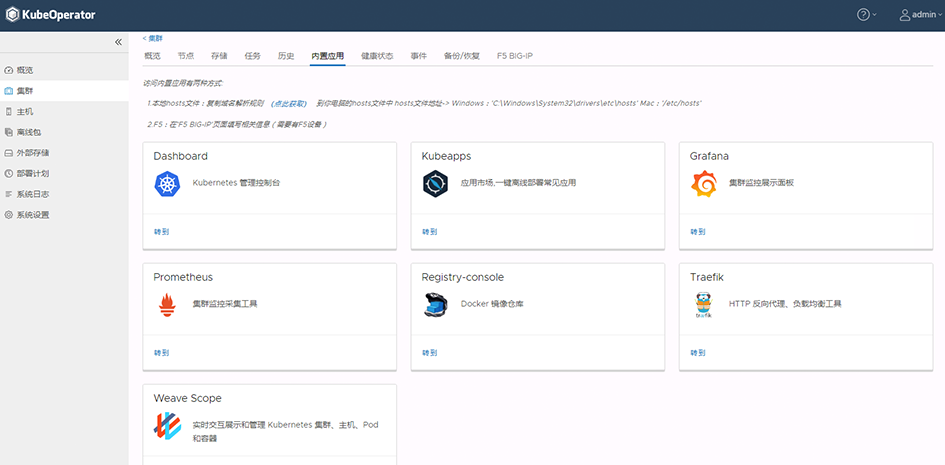 KubeOperator
admin
概览
集群
主机
离线包
外部存储
部署计划
系统日志
系统设置
< 集群
概览 节点 存储 任务 历史 内置应用 健康状态 事件 备份/恢复 F5 BIG-IP
访问内置应用有两种方式:
1.本地hosts文件：复制域名解析规则 (点此获取) 到你电脑的hosts文件中 hosts文件地址-> Windows：'C:\Windows\System32\drivers\etc\hosts' Mac：'/etc/hosts'
2.F5：在'F5 BIG-IP'页面填写相关信息（需要有F5设备）
Dashboard
Kubernetes 管理控制台
转到
Kubeapps
应用市场,一键离线部署常见应用
转到
Grafana
集群监控展示面板
转到
Prometheus
集群监控采集工具
转到
Registry-console
Docker 镜像仓库
转到
Traefik
træfik
HTTP 反向代理、负载均衡工具
转到
Weave Scope
实时交互展示和管理 Kubernetes 集群、主机、Pod
和容器